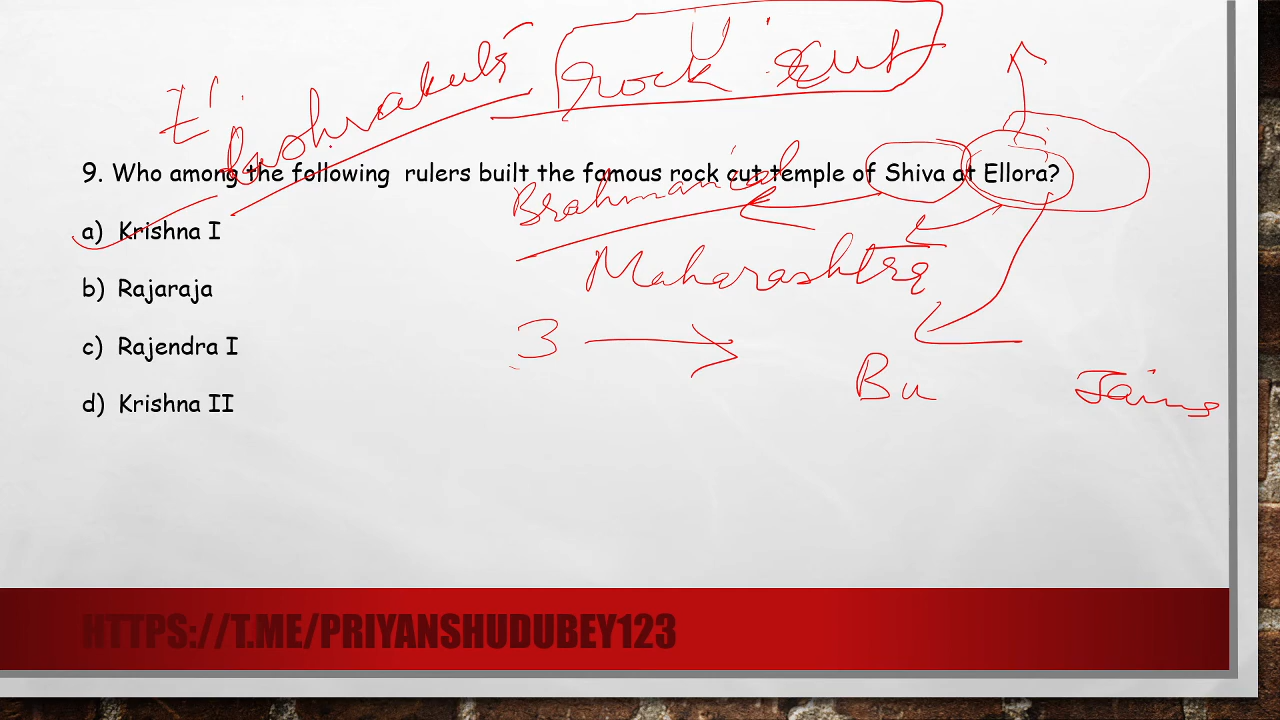 rock cut
Rashrakuts
9. Who among the following rulers built the famous rock cut temple of Shiva at Ellora?
Brahmanical
a) Krishna I
Maharashtra
b) Rajaraja
3
c) Rajendra I
Bu
Jains
d) Krishna II
HTTPS://T.ME/PRIYANSHUDUBEY123